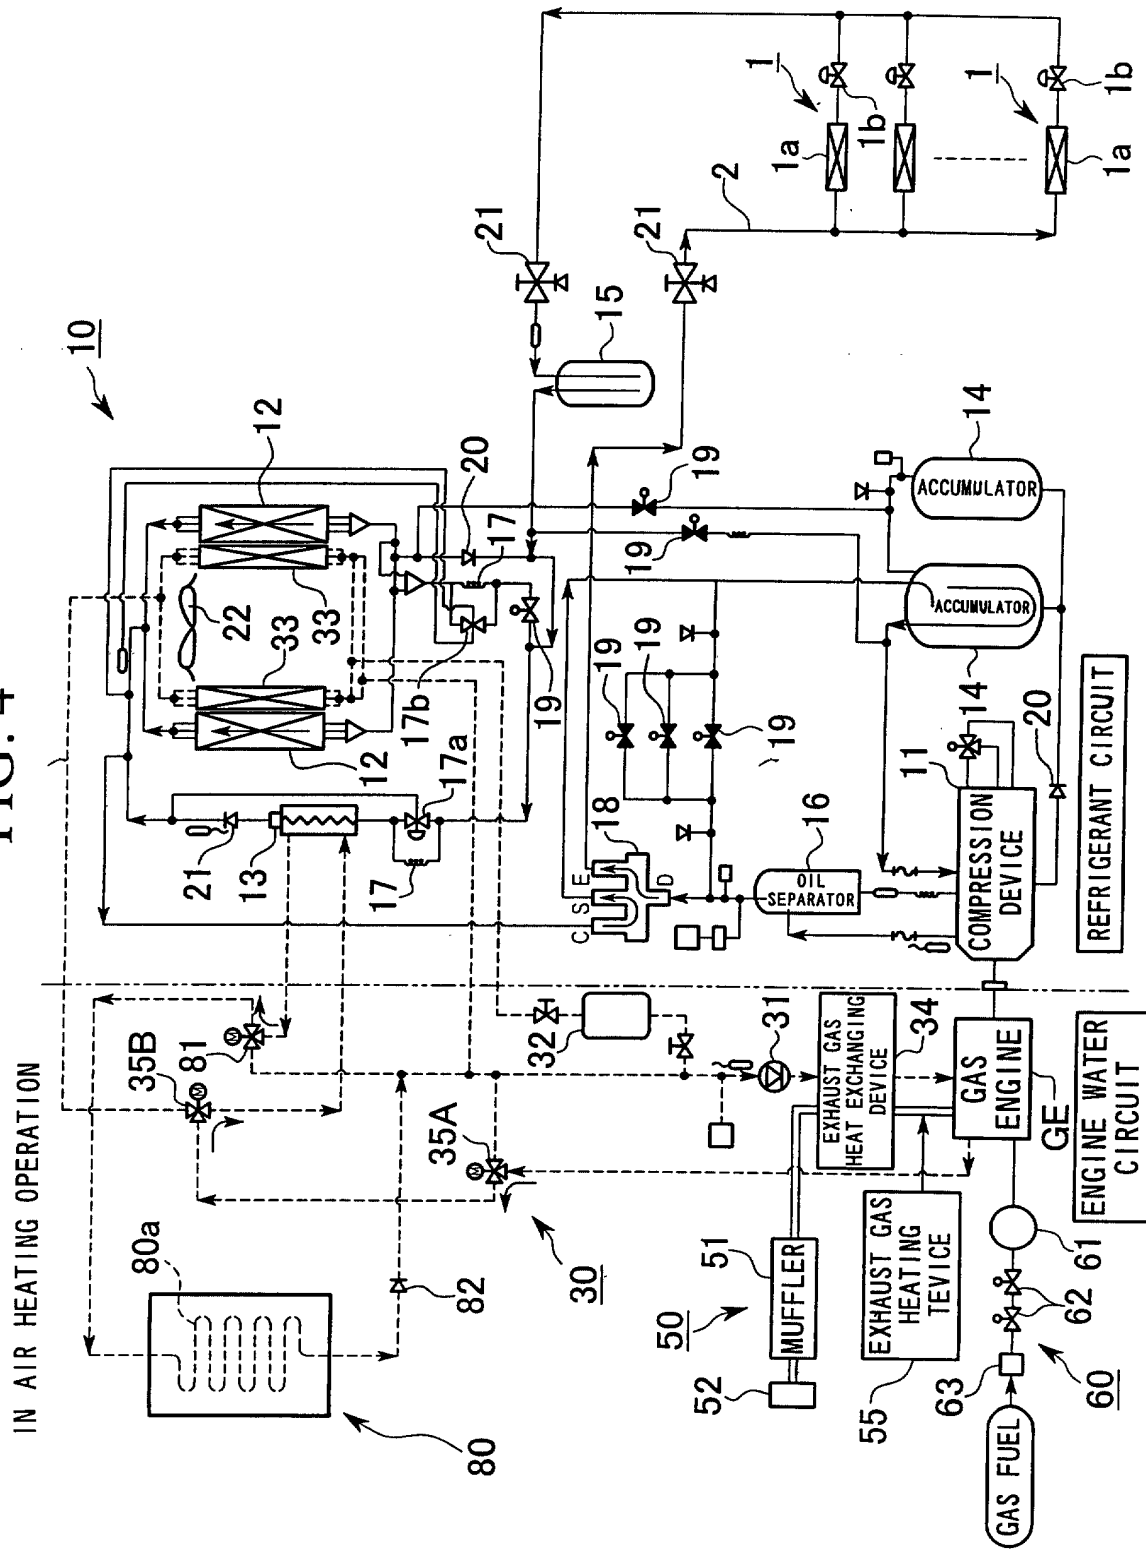 FIG. 4
IN AIR HEATING OPERATION
10
12
33
22
33
12
20
17
17b
19
17a
17
13
21
35B
81
M
M
80a
80
82
35A
M
30
32
31
21
15
21
2
1
1a
1b
1
1a
1b
19
19
19
19
19
18
C
S
E
D
OIL
SEPARATOR
16
ACCUMULATOR
14
ACCUMULATOR
14
20
11
COMPRESSION
DEVICE
REFRIGERANT CIRCUIT
EXHAUST GAS
HEAT EXCHANGING
DEVICE
34
GAS
ENGINE
GE
ENGINE WATER
CIRCUIT
50
51
MUFFLER
52
EXHAUST GAS
HEATING
TEVICE
55
61
62
63
60
GAS FUEL